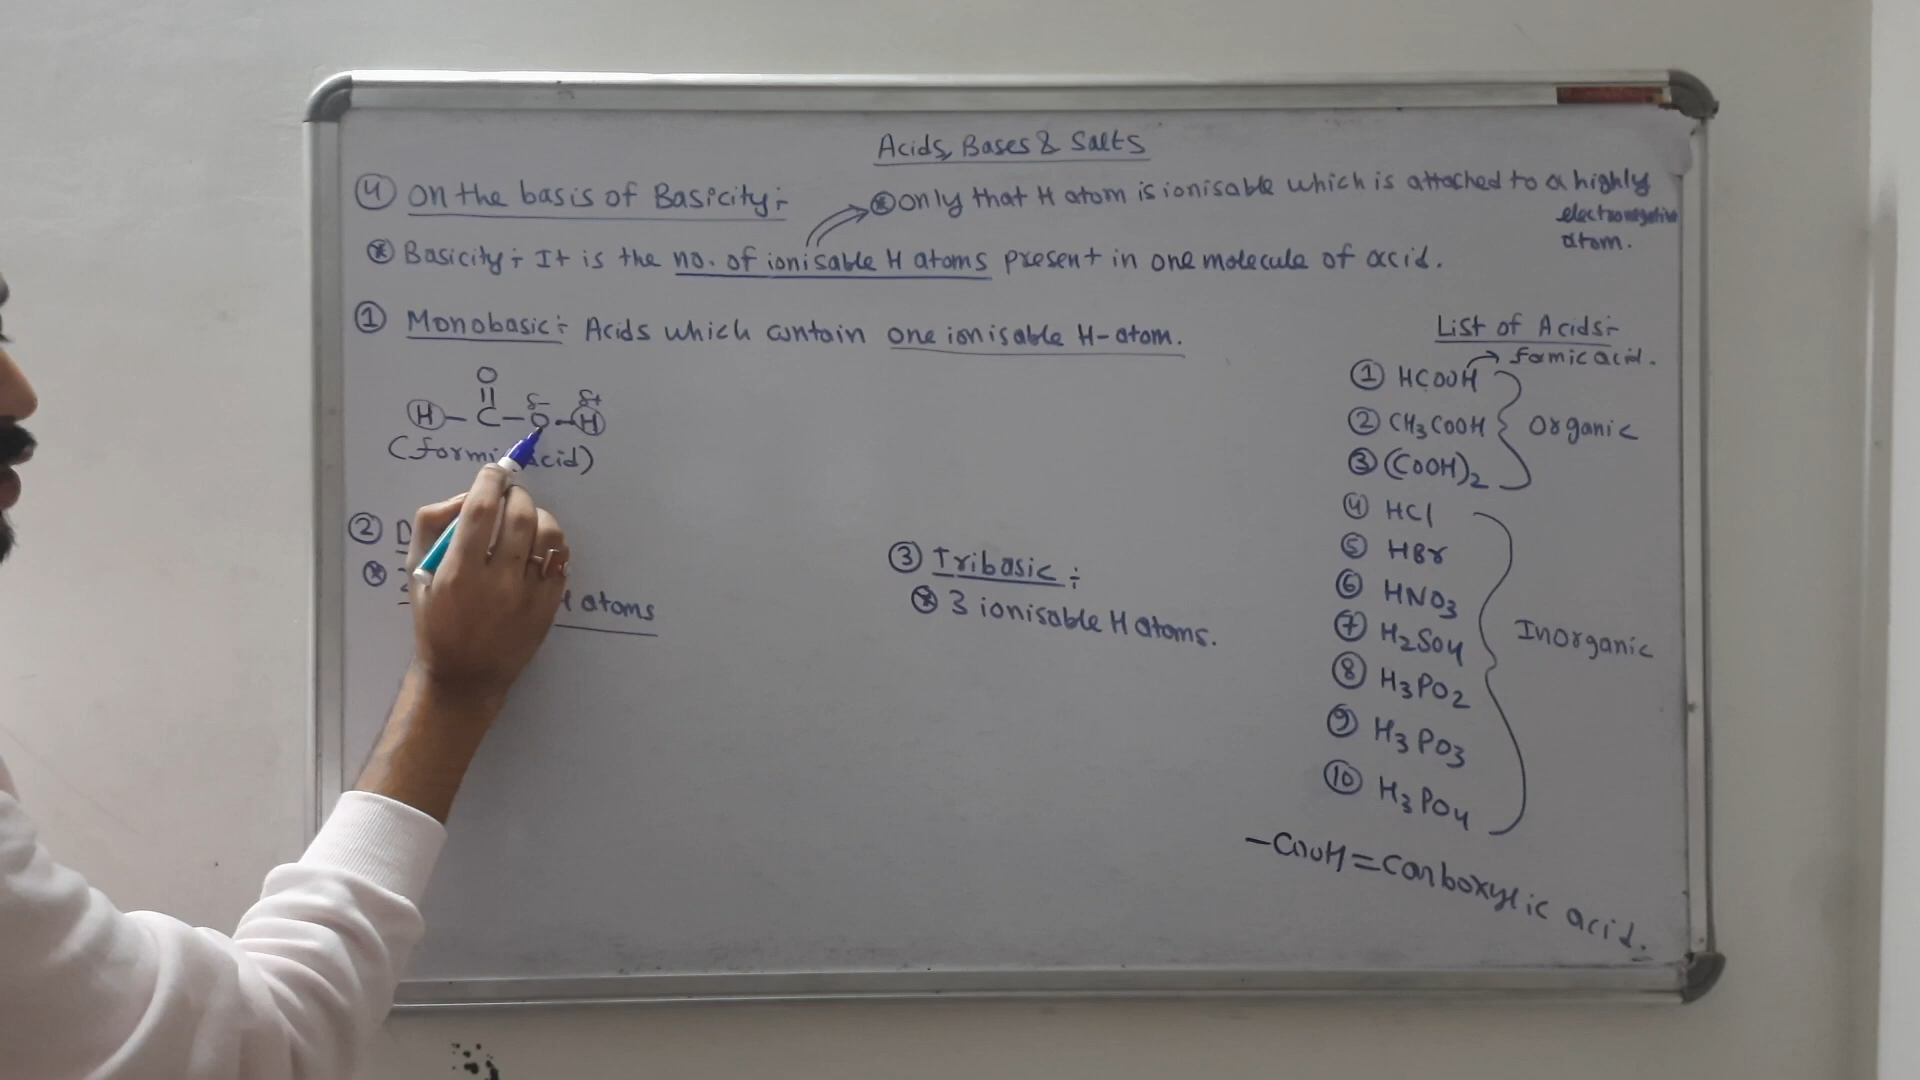 Acids, Bases & Salts
④ On the basis of Basicity :-
⊛ only that H atom is ionisable which is attached to a highly
electronegative
atom.
⊛ Basicity :- It is the no. of ionisable H atoms present in one molecule of acid.
① Monobasic :- Acids which contain one ionisable H-atom.
O
δ- δ+
H – C – O – H
acid)
②
⊛
H atoms
③ Tribasic :-
⊛ 3 ionisable H atoms.
List of Acids :-
→ formic acid.
① HCOOH
② CH3COOH
③ (COOH)2
Organic
④ HCl
⑤ HBr
⑥ HNO3
⑦ H2SO4
⑧ H3PO2
⑨ H3PO3
⑩ H3PO4
Inorganic
–COOH = Carboxylic acid.